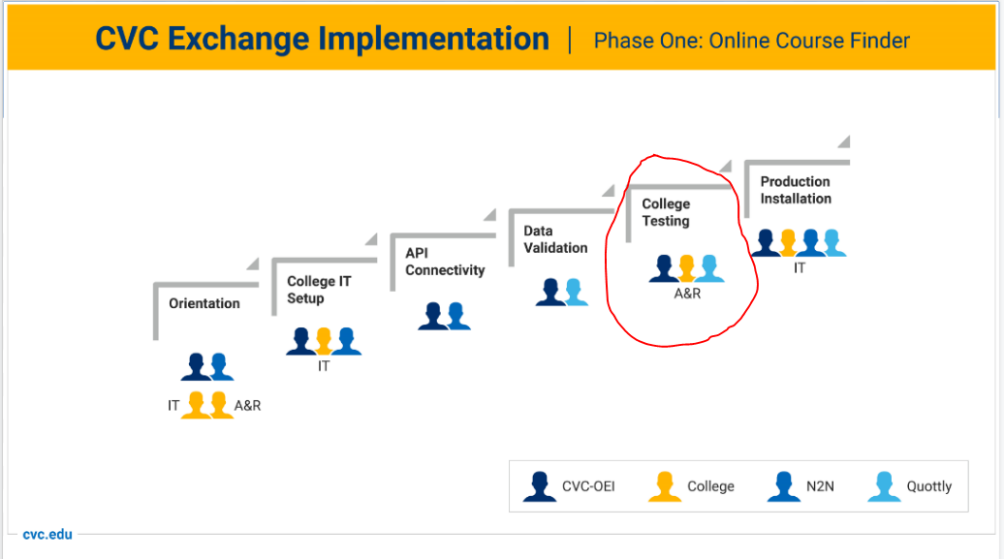 CVC Exchange Implementation | Phase One: Online Course Finder
Production
Installation
College
Testing
Data
Validation
API
Connectivity
College IT
Setup
Orientation
IT
A&R
IT
IT A&R
CVC-OEI College N2N Quottly
cvc.edu